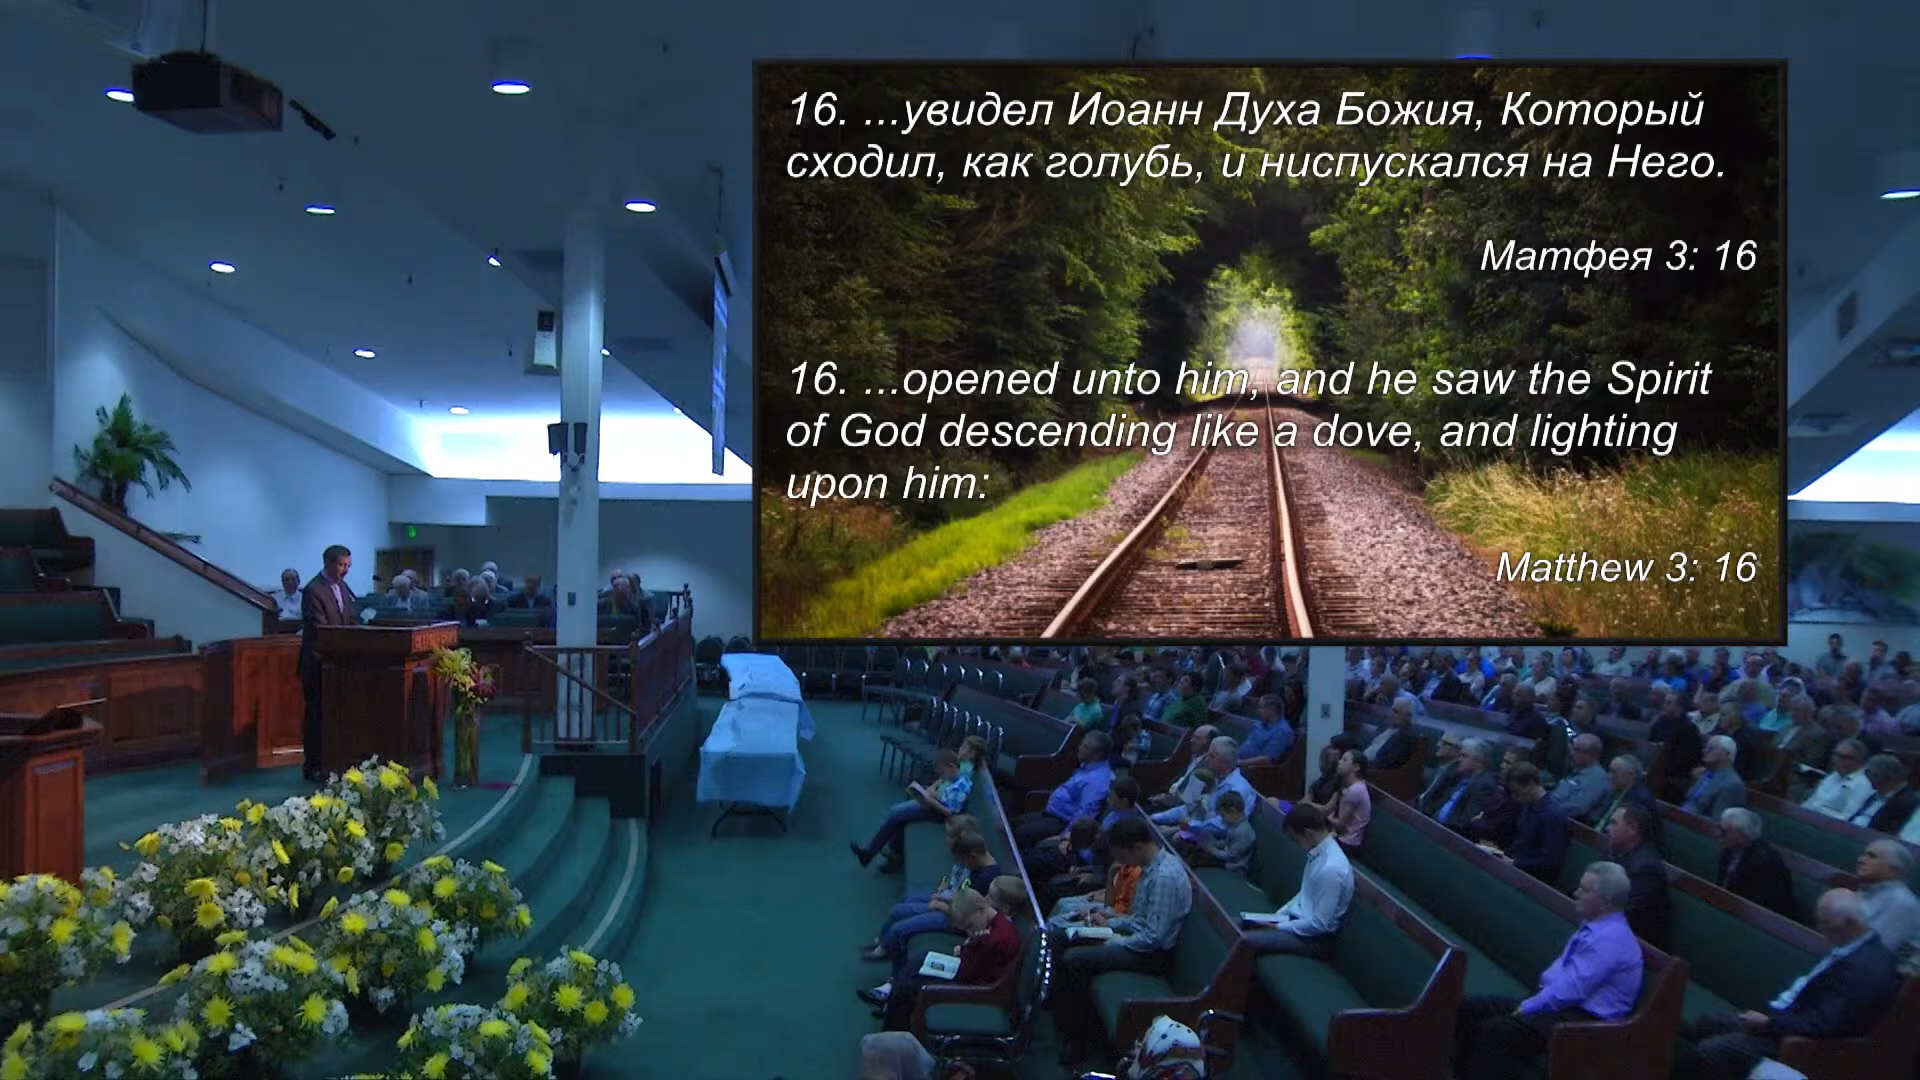 16. ...увидел Иоанн Духа Божия, Который
сходил, как голубь, и ниспускался на Него.
Матфея 3: 16
16. ...opened unto him, and he saw the Spirit
of God descending like a dove, and lighting
upon him:
Matthew 3: 16